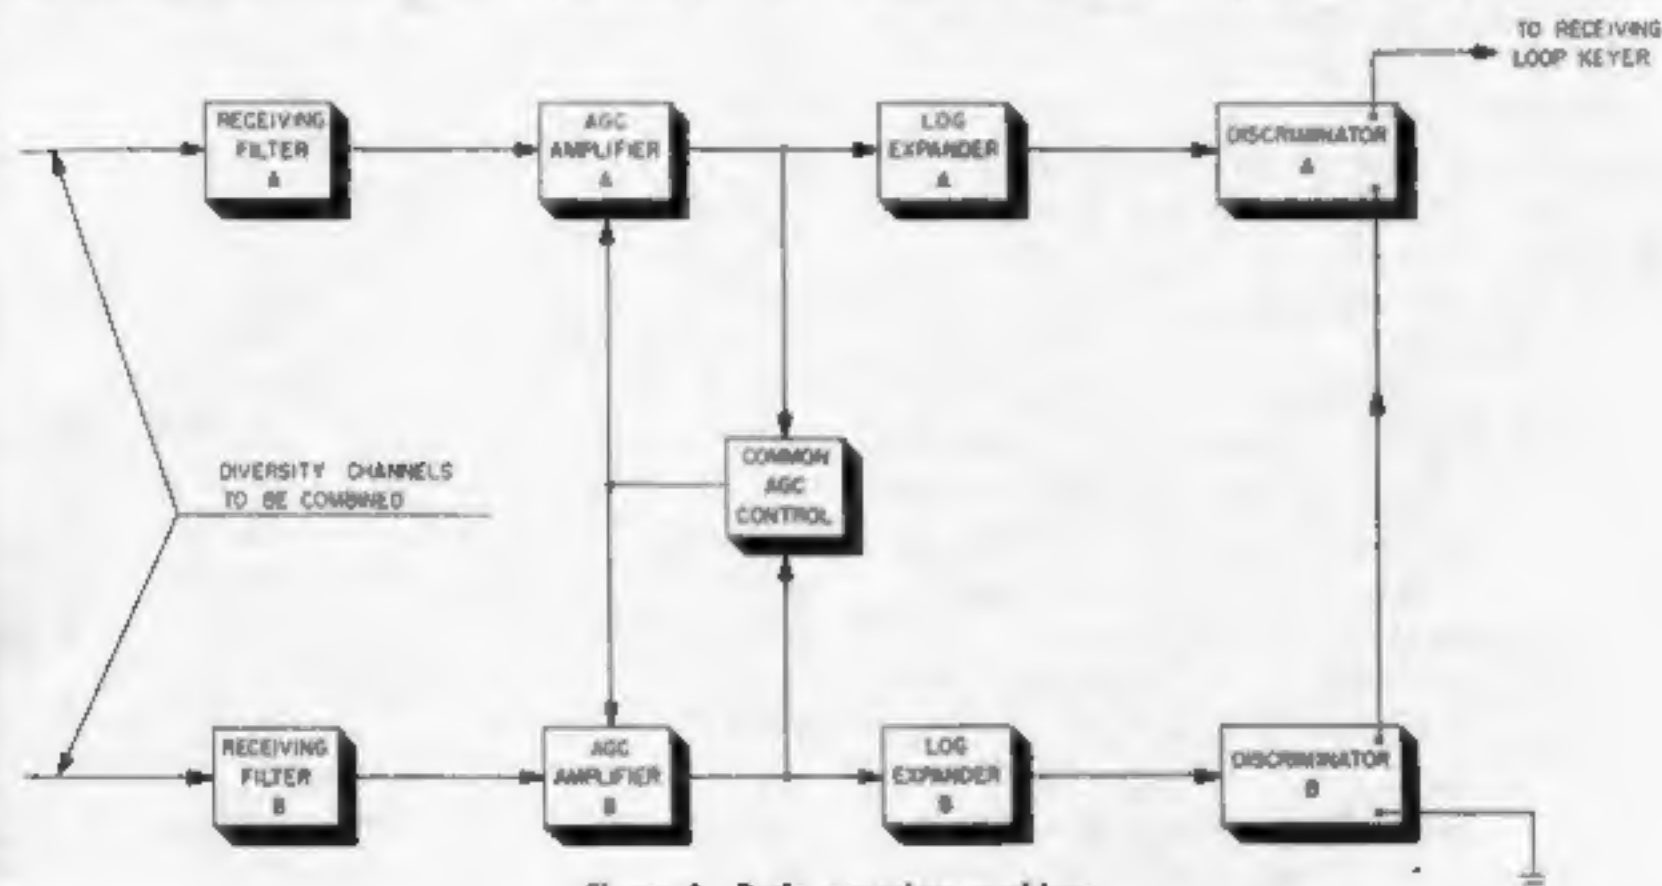 TO RECEIVING
LOOP KEYER
RECEIVING
FILTER
A
AGC
AMPLIFIER
A
LOG
EXPANDER
A
DISCRIMINATOR
A
DIVERSITY CHANNELS
TO BE COMBINED
COMMON
AGC
CONTROL
RECEIVING
FILTER
B
AGC
AMPLIFIER
B
LOG
EXPANDER
B
DISCRIMINATOR
B